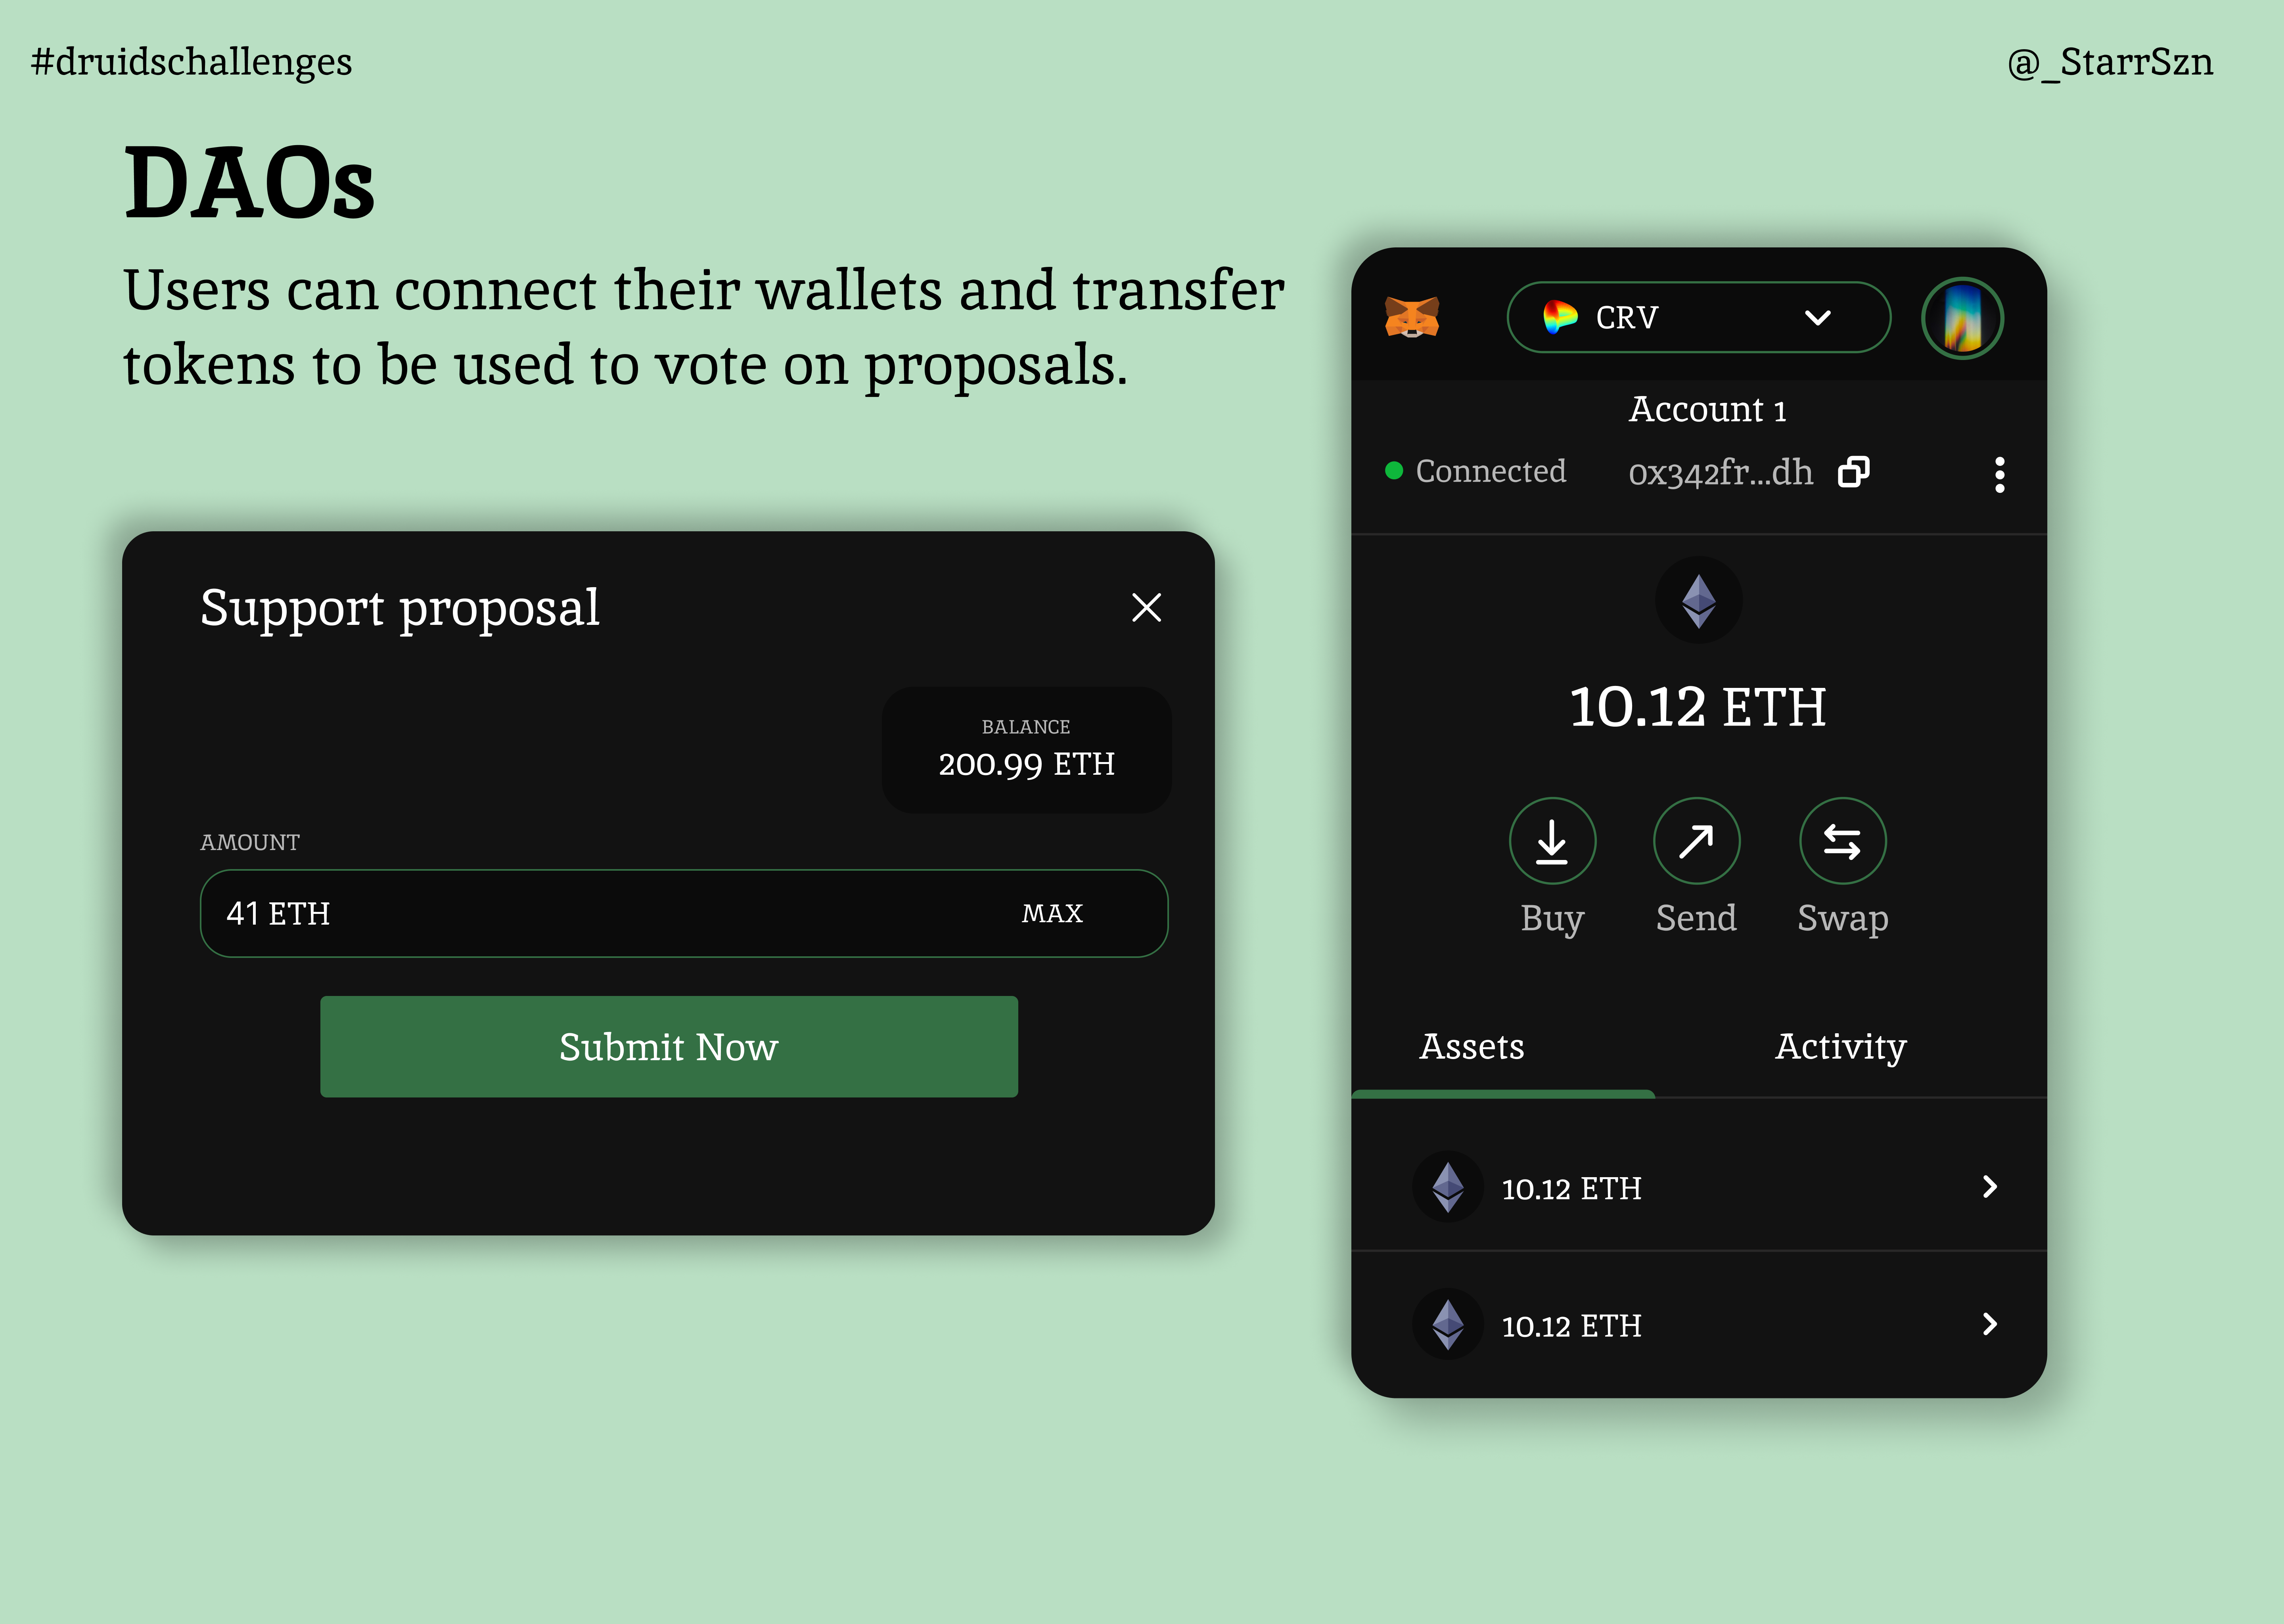 #druidschallenges
@_StarrSzn
DAOs
Users can connect their wallets and transfer
tokens to be used to vote on proposals.
Support proposal
BALANCE
200.99 ETH
AMOUNT
41 ETH
MAX
Submit Now
CRV
Account 1
Connected
0x342fr...dh
10.12 ETH
Buy
Send
Swap
Assets
Activity
10.12 ETH
10.12 ETH